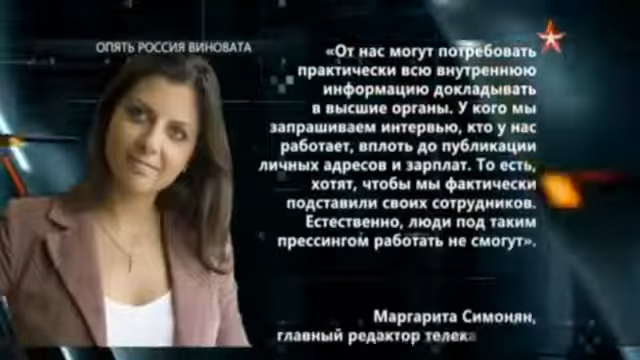 ОПЯТЬ РОССИЯ ВИНОВАТА
«От нас могут потребовать
практически всю внутреннюю
информацию докладывать
в высшие органы. У кого мы
запрашиваем интервью, кто у нас
работает, вплоть до публикации
личных адресов и зарплат. То есть,
хотят, чтобы мы фактически
подставили своих сотрудников.
Естественно, люди под таким
прессингом работать не смогут».
Маргарита Симонян,
главный редактор телека